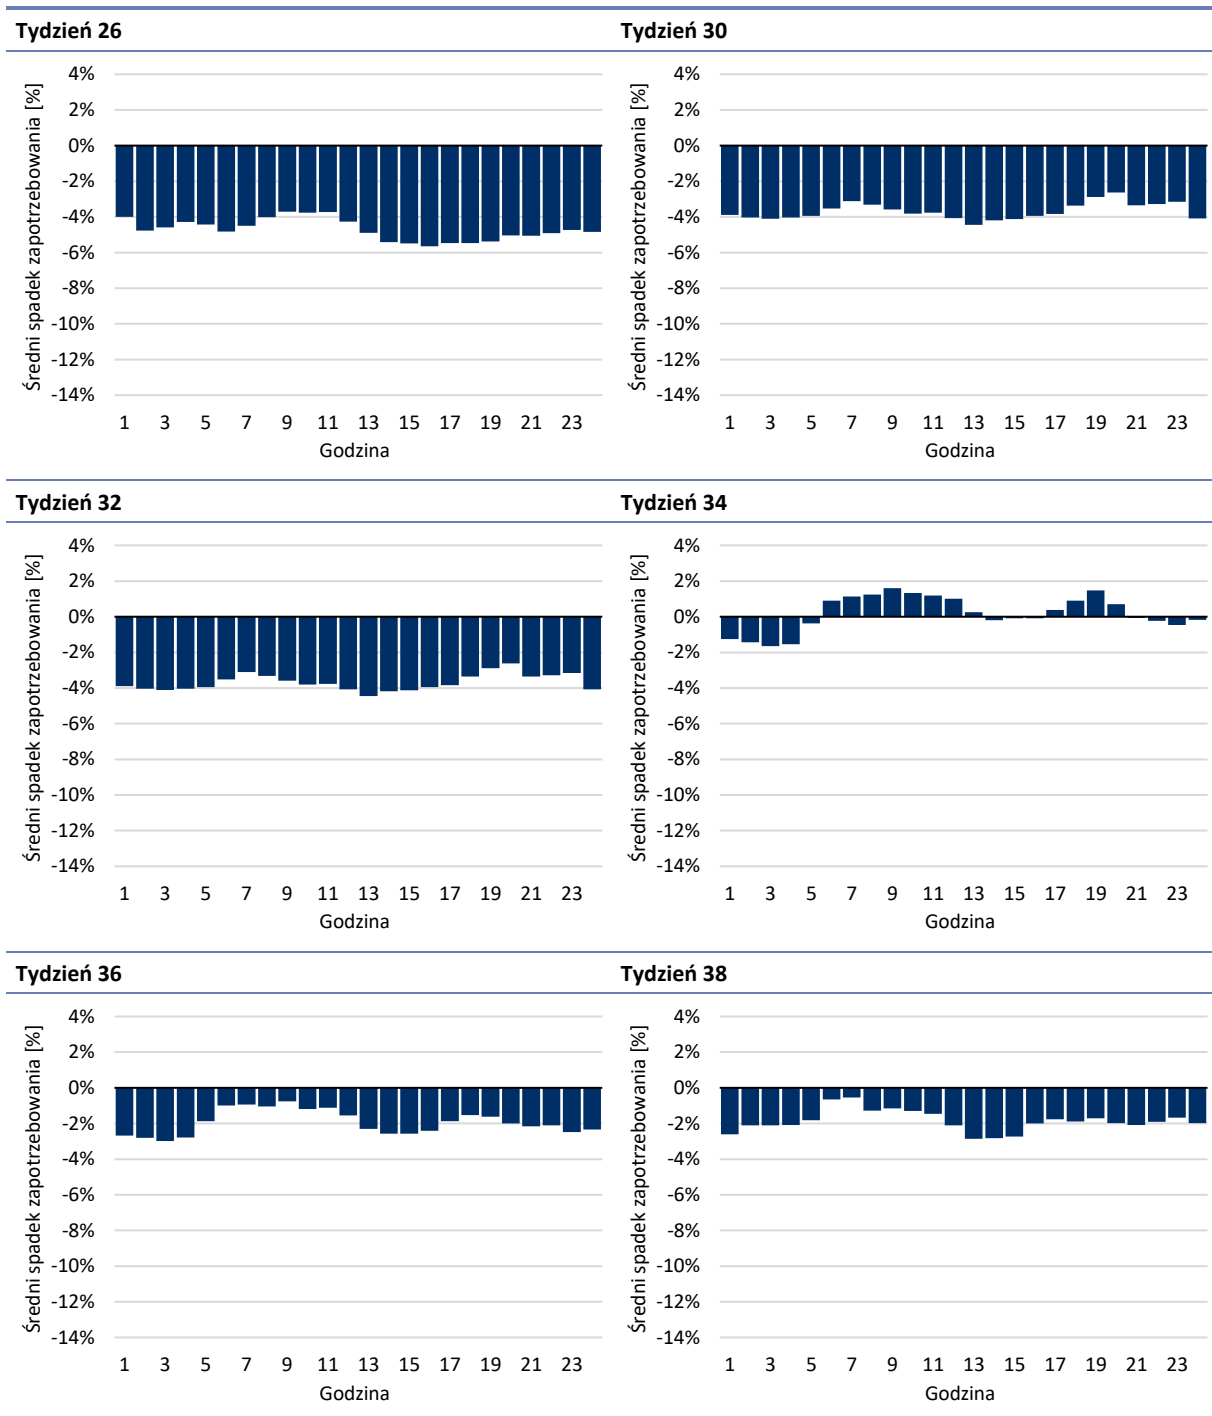 Tydzień 26
Średni spadek zapotrzebowania [%]
4%
2%
0%
-2%
-4%
-6%
-8%
-10%
-12%
-14%
1 3 5 7 9 11 13 15 17 19 21 23
Godzina
Tydzień 30
Średni spadek zapotrzebowania [%]
4%
2%
0%
-2%
-4%
-6%
-8%
-10%
-12%
-14%
1 3 5 7 9 11 13 15 17 19 21 23
Godzina
Tydzień 32
Średni spadek zapotrzebowania [%]
4%
2%
0%
-2%
-4%
-6%
-8%
-10%
-12%
-14%
1 3 5 7 9 11 13 15 17 19 21 23
Godzina
Tydzień 34
Średni spadek zapotrzebowania [%]
4%
2%
0%
-2%
-4%
-6%
-8%
-10%
-12%
-14%
1 3 5 7 9 11 13 15 17 19 21 23
Godzina
Tydzień 36
Średni spadek zapotrzebowania [%]
4%
2%
0%
-2%
-4%
-6%
-8%
-10%
-12%
-14%
1 3 5 7 9 11 13 15 17 19 21 23
Godzina
Tydzień 38
Średni spadek zapotrzebowania [%]
4%
2%
0%
-2%
-4%
-6%
-8%
-10%
-12%
-14%
1 3 5 7 9 11 13 15 17 19 21 23
Godzina